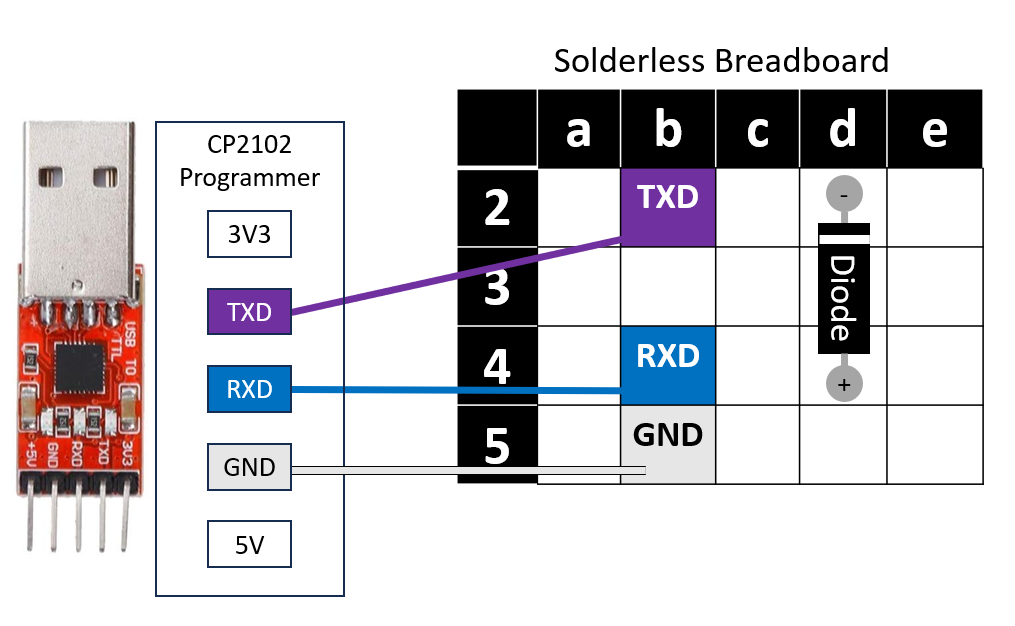 Solderless Breadboard
CP2102
Programmer
3V3
TXD
RXD
GND
5V
a b c d e
2 TXD -
3
4 RXD +
5 GND
Diode
USB TO
TTL
+
+5V GND RXD TXD 3V3